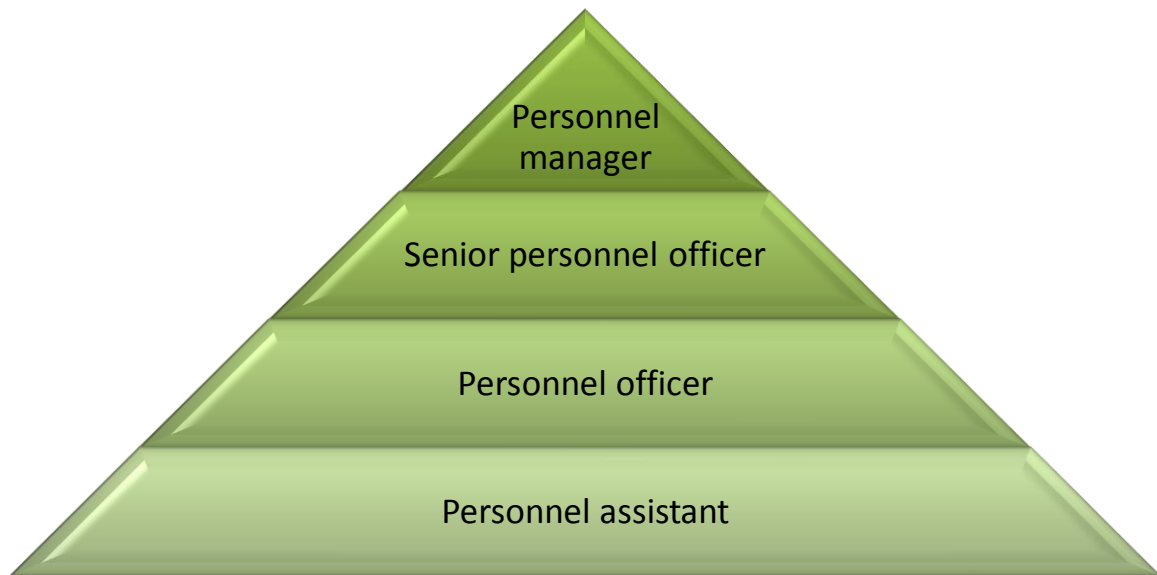 Personnel
manager
Senior personnel officer
Personnel officer
Personnel assistant